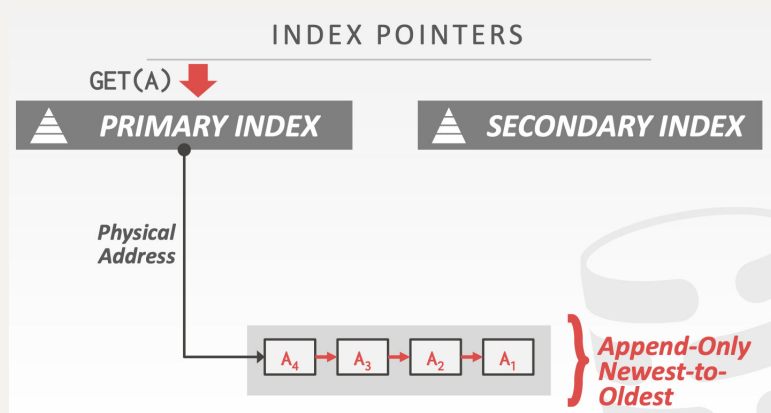 INDEX POINTERS
GET(A)
PRIMARY INDEX
SECONDARY INDEX
Physical
Address
A4
A3
A2
A1
Append-Only
Newest-to-
Oldest